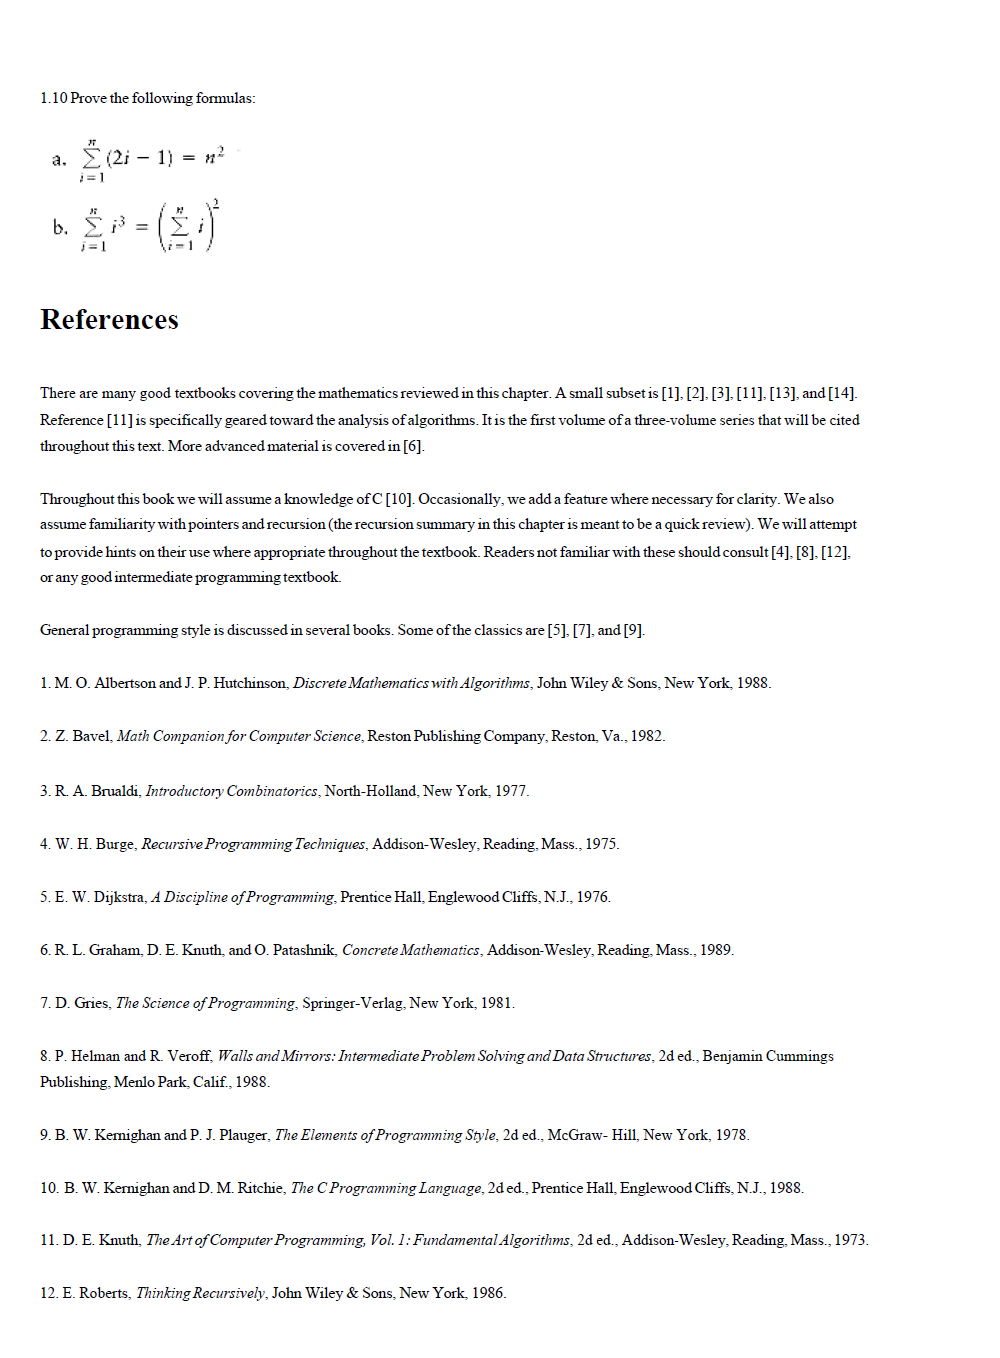 1.10 Prove the following formulas:
a. n ∑ i=1 (2i − 1) = n²
b. n ∑ i=1 i³ = (n ∑ i=1 i)²
References
There are many good textbooks covering the mathematics reviewed in this chapter. A small subset is [1], [2], [3], [11], [13], and [14].
Reference [11] is specifically geared toward the analysis of algorithms. It is the first volume of a three-volume series that will be cited
throughout this text. More advanced material is covered in [6].
Throughout this book we will assume a knowledge of C [10]. Occasionally, we add a feature where necessary for clarity. We also
assume familiarity with pointers and recursion (the recursion summary in this chapter is meant to be a quick review). We will attempt
to provide hints on their use where appropriate throughout the textbook. Readers not familiar with these should consult [4], [8], [12],
or any good intermediate programming textbook.
General programming style is discussed in several books. Some of the classics are [5], [7], and [9].
1. M. O. Albertson and J. P. Hutchinson, Discrete Mathematics with Algorithms, John Wiley & Sons, New York, 1988.
2. Z. Bavel, Math Companion for Computer Science, Reston Publishing Company, Reston, Va., 1982.
3. R. A. Brualdi, Introductory Combinatorics, North-Holland, New York, 1977.
4. W. H. Burge, Recursive Programming Techniques, Addison-Wesley, Reading, Mass., 1975.
5. E. W. Dijkstra, A Discipline of Programming, Prentice Hall, Englewood Cliffs, N.J., 1976.
6. R. L. Graham, D. E. Knuth, and O. Patashnik, Concrete Mathematics, Addison-Wesley, Reading, Mass., 1989.
7. D. Gries, The Science of Programming, Springer-Verlag, New York, 1981.
8. P. Helman and R. Veroff, Walls and Mirrors: Intermediate Problem Solving and Data Structures, 2d ed., Benjamin Cummings
Publishing, Menlo Park, Calif., 1988.
9. B. W. Kernighan and P. J. Plauger, The Elements of Programming Style, 2d ed., McGraw- Hill, New York, 1978.
10. B. W. Kernighan and D. M. Ritchie, The C Programming Language, 2d ed., Prentice Hall, Englewood Cliffs, N.J., 1988.
11. D. E. Knuth, The Art of Computer Programming, Vol. 1: Fundamental Algorithms, 2d ed., Addison-Wesley, Reading, Mass., 1973.
12. E. Roberts, Thinking Recursively, John Wiley & Sons, New York, 1986.